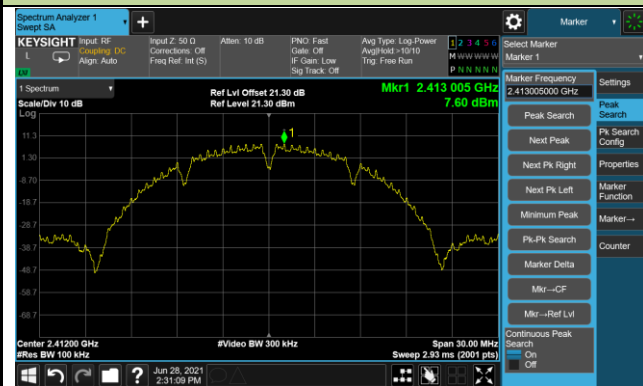 Spectrum Analyzer 1
Swept SA
Marker
KEYSIGHT
L
Input: RF
Coupling: DC
Align: Auto
Input Z: 50 Ω
Corrections: Off
Freq Ref: Int (S)
Atten: 10 dB
PNO: Fast
Gate: Off
IF Gain: Low
Sig Track: Off
Avg Type: Log-Power
Avg|Hold:>10/10
Trig: Free Run
1 2 3 4 5 6
M W W W W W
P N N N N N
Select Marker
Marker 1
1 Spectrum
Scale/Div 10 dB
Log
Ref Lvl Offset 21.30 dB
Ref Level 21.30 dBm
Mkr1 2.413 005 GHz
7.60 dBm
1
11.3
1.30
-8.70
-18.7
-28.7
-38.7
-48.7
-58.7
-68.7
Center 2.41200 GHz
#Res BW 100 kHz
#Video BW 300 kHz
Span 30.00 MHz
Sweep 2.93 ms (2001 pts)
Marker Frequency
2.413005000 GHz
Peak Search
Next Peak
Next Pk Right
Next Pk Left
Minimum Peak
Pk-Pk Search
Marker Delta
Mkr→CF
Mkr→Ref Lvl
Continuous Peak
Search
On
Off
Settings
Peak
Search
Pk Search
Config
Properties
Marker
Function
Marker→
Counter
?
Jun 28, 2021
2:31:09 PM